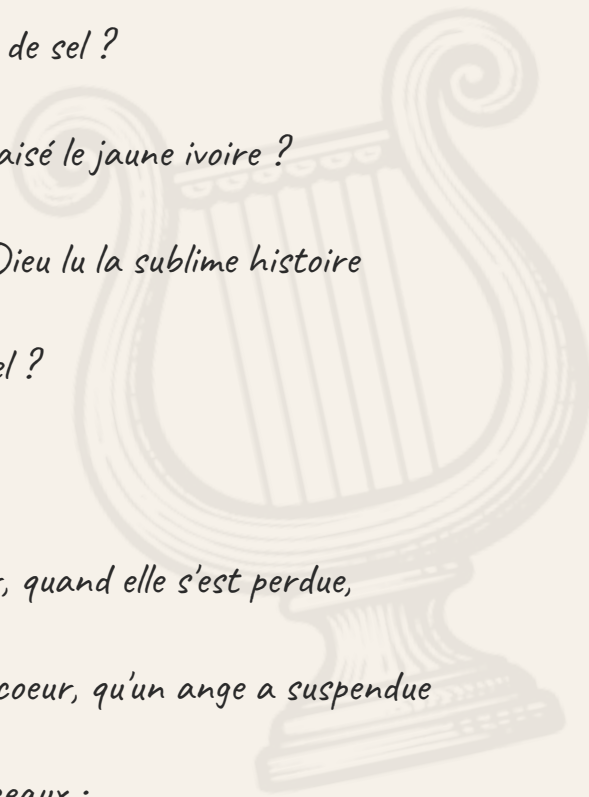 de sel ?
aisé le jaune ivoire ?
Dieu lu la sublime histoire
el ?
, quand elle s'est perdue,
coeur, qu'un ange a suspendue
eaux :